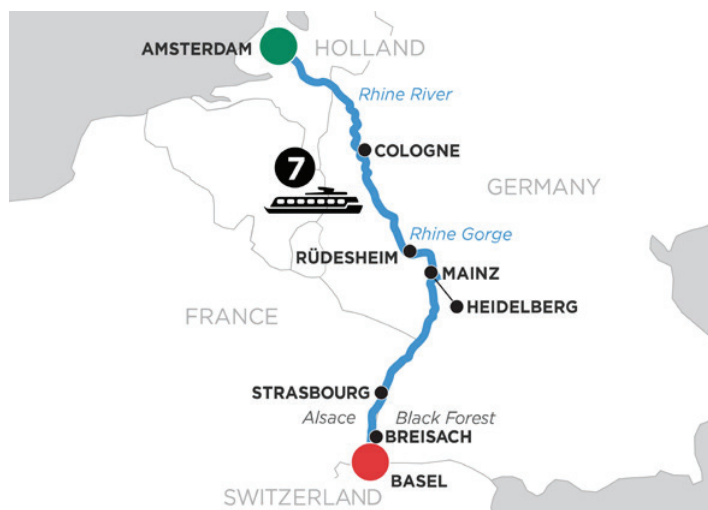 AMSTERDAM
HOLLAND
Rhine River
COLOGNE
7
GERMANY
Rhine Gorge
RÜDESHEIM
MAINZ
HEIDELBERG
FRANCE
STRASBOURG
Alsace
Black Forest
BREISACH
BASEL
SWITZERLAND